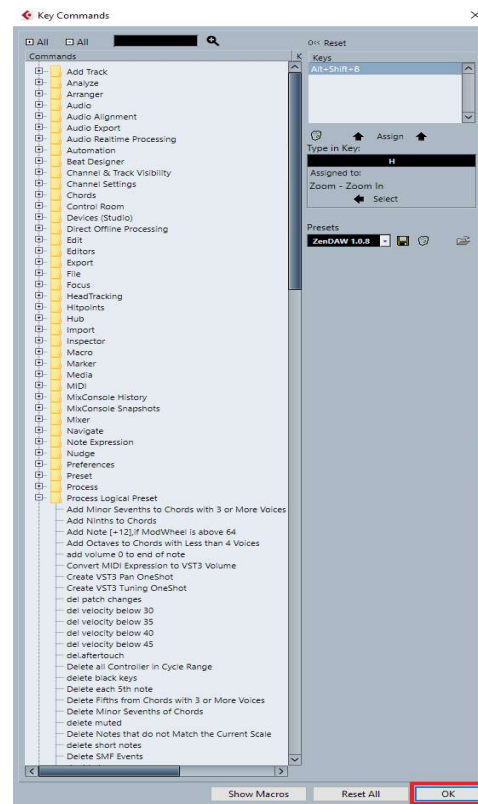 Key Commands
All All
0<< Reset
Commands K
Keys
Alt+Shift+B
Add Track
Analyze
Arranger
Audio
Audio Alignment
Audio Export
Audio Realtime Processing
Automation
Beat Designer
Channel & Track Visibility
Channel Settings
Chords
Control Room
Devices (Studio)
Direct Offline Processing
Edit
Editors
Export
File
Focus
HeadTracking
Hitpoints
Hub
Import
Inspector
Macro
Marker
Media
MIDI
MixConsole History
MixConsole Snapshots
Mixer
Navigate
Note Expression
Nudge
Preferences
Preset
Process
Process Logical Preset
Add Minor Sevenths to Chords with 3 or More Voices
Add Ninths to Chords
Add Note [+12],if ModWheel is above 64
Add Octaves to Chords with Less than 4 Voices
add volume 0 to end of note
Convert MIDI Expression to VST3 Volume
Create VST3 Pan OneShot
Create VST3 Tuning OneShot
del patch changes
del velocity below 30
del velocity below 35
del velocity below 40
del velocity below 45
del.aftertouch
Delete all Controller in Cycle Range
delete black keys
Delete each 5th note
Delete Fifths from Chords with 3 or More Voices
Delete Minor Sevenths of Chords
delete muted
Delete Notes that do not Match the Current Scale
delete short notes
Delete SMF Events
Assign
Type in Key:
H
Assigned to:
Zoom - Zoom In
Select
Presets
ZenDAW 1.0.8
Show Macros
Reset All
OK